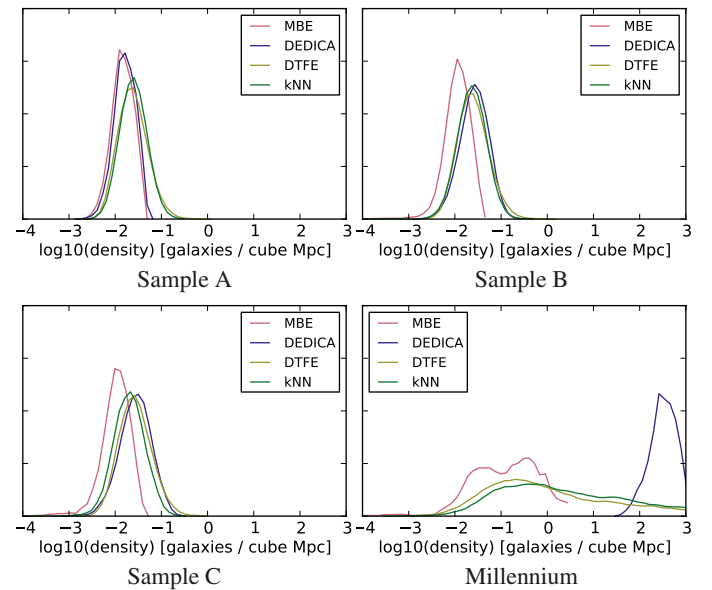 MBE
DEDICA
DTFE
kNN
−4 −3 −2 −1 0 1 2 3
log10(density) [galaxies / cube Mpc]
Sample A
MBE
DEDICA
DTFE
kNN
−4 −3 −2 −1 0 1 2 3
log10(density) [galaxies / cube Mpc]
Sample B
MBE
DEDICA
DTFE
kNN
−4 −3 −2 −1 0 1 2 3
log10(density) [galaxies / cube Mpc]
Sample C
MBE
DEDICA
DTFE
kNN
−4 −3 −2 −1 0 1 2 3
log10(density) [galaxies / cube Mpc]
Millennium